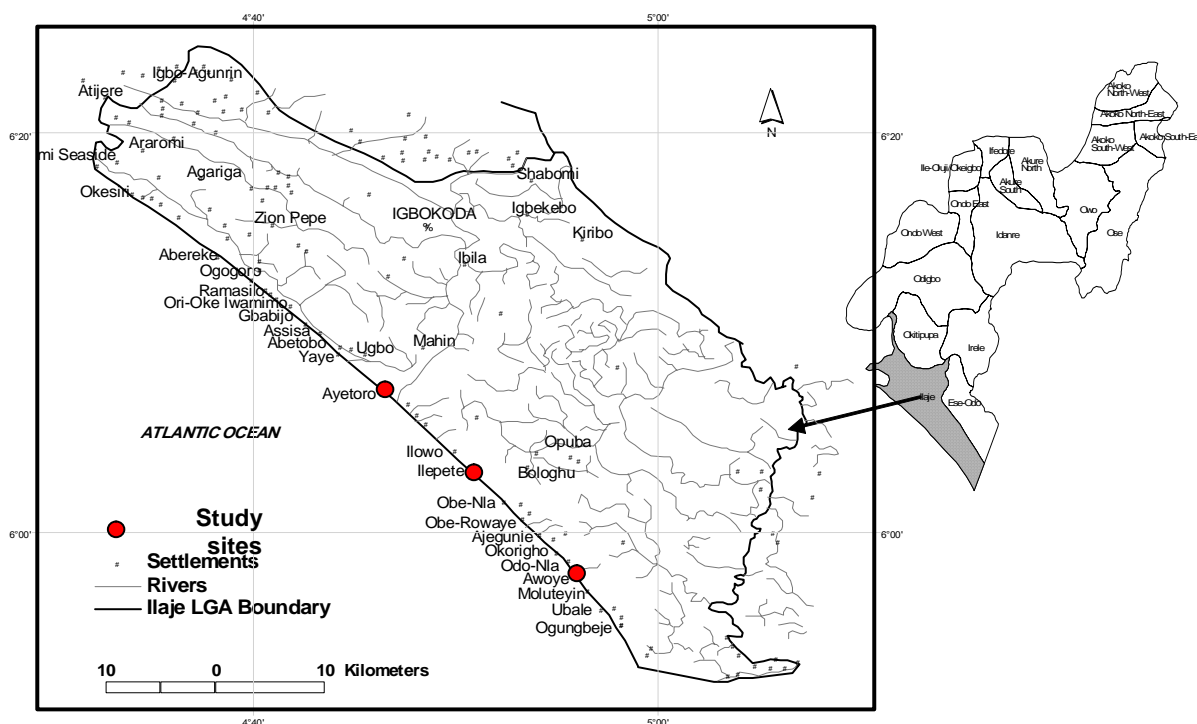 4°40'
5°00'
Igbo-Agunrin
Atijere
N
6°20'
6°20'
Araromi
mi Seaside
Agariga
Shabomi
Okesiri
IGBOKODA
Igbekebo
Zion Pepe
Kiribo
Abereke
Ibila
Ogogoro
Ramasilo
Ori-Oke Iwamimo
Gbabijo
Assisa
Abetobo
Mahin
Yaye
Ugbo
Ayetoro
ATLANTIC OCEAN
Opuba
Ilowo
Ilepete
Bologhu
Obe-Nla
Obe-Rowaye
Ajegunle
Okorigho
Odo-Nla
Awoye
Moluteyin
Ubale
Ogungbeje
6°00'
6°00'
Study
sites
Settlements
Rivers
Ilaje LGA Boundary
10 0 10 Kilometers
4°40'
5°00'
Akoko
North-West
Akoko North-East
Akoko
South-West
Akoko South-Ea
Ifedore
Akure
North
Ile-Oluji/Okeigbo
Akure
South
Ondo East
Owo
Ose
Ondo West
Idanre
Odigbo
Okitipupa
Irele
Ilaje
Ese-Odo